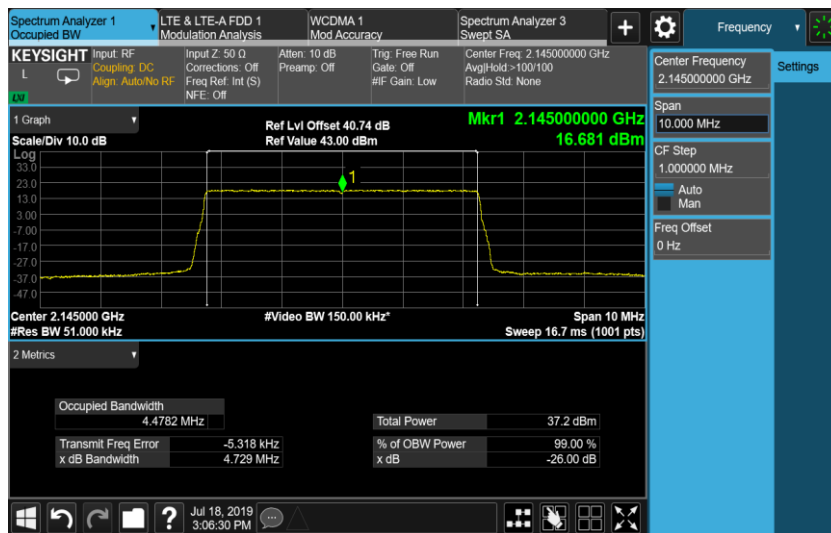 Spectrum Analyzer 1
Occupied BW
LTE & LTE-A FDD 1
Modulation Analysis
WCDMA 1
Mod Accuracy
Spectrum Analyzer 3
Swept SA
+
Frequency
KEYSIGHT
L
LXI
Input: RF
Coupling: DC
Align: Auto/No RF
Input Z: 50 Ω
Corrections: Off
Freq Ref: Int (S)
NFE: Off
Atten: 10 dB
Preamp: Off
Trig: Free Run
Gate: Off
#IF Gain: Low
Center Freq: 2.145000000 GHz
Avg|Hold:>100/100
Radio Std: None
Center Frequency
2.145000000 GHz
Settings
Span
10.000 MHz
CF Step
1.000000 MHz
Auto
Man
Freq Offset
0 Hz
1 Graph
Scale/Div 10.0 dB
Ref Lvl Offset 40.74 dB
Ref Value 43.00 dBm
Mkr1 2.145000000 GHz
16.681 dBm
Log
33.0
23.0
13.0
3.00
-7.00
-17.0
-27.0
-37.0
-47.0
1
Center 2.145000 GHz
#Res BW 51.000 kHz
#Video BW 150.00 kHz*
Span 10 MHz
Sweep 16.7 ms (1001 pts)
2 Metrics
Occupied Bandwidth
4.4782 MHz
Total Power 37.2 dBm
Transmit Freq Error -5.318 kHz
% of OBW Power 99.00 %
x dB Bandwidth 4.729 MHz
x dB -26.00 dB
?
Jul 18, 2019
3:06:30 PM